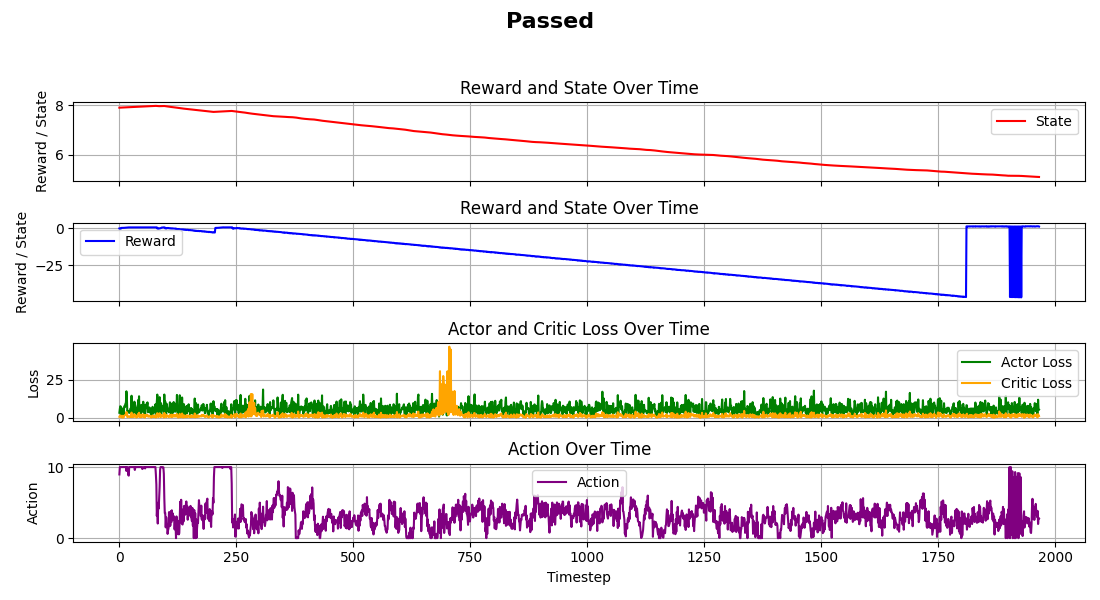 Passed
Reward and State Over Time
Reward / State
8
6
State
Reward and State Over Time
Reward / State
0
−25
Reward
Actor and Critic Loss Over Time
Loss
25
0
Actor Loss
Critic Loss
Action Over Time
Action
10
0
Action
0 250 500 750 1000 1250 1500 1750 2000
Timestep